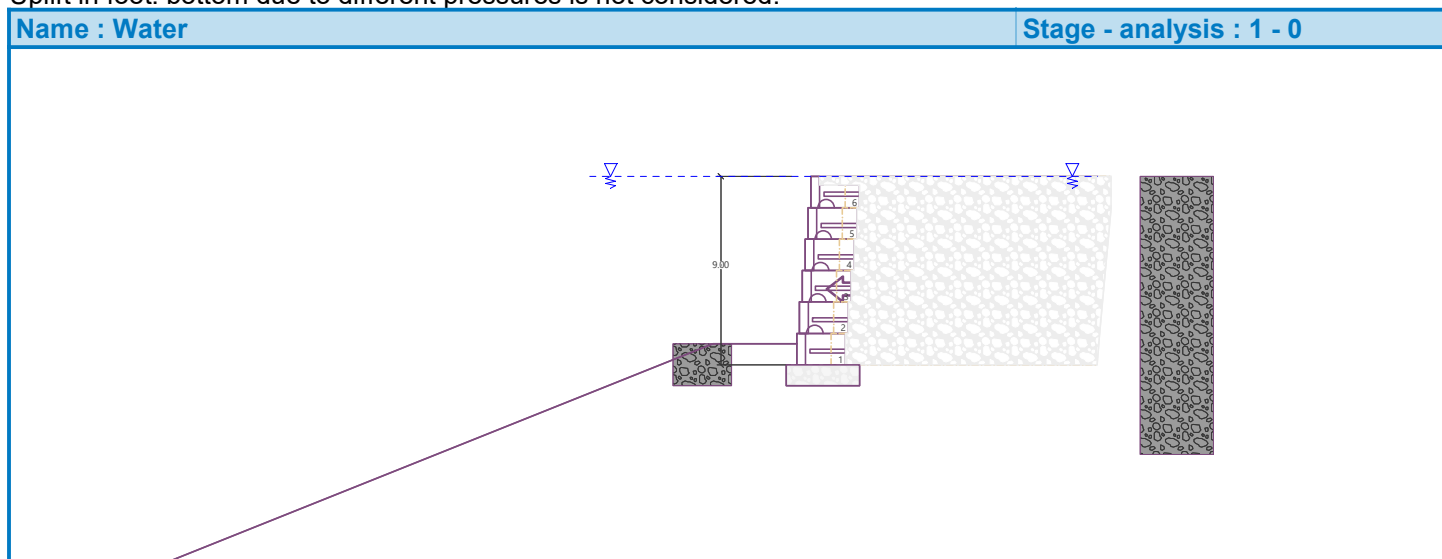 Uplift in foot. bottom due to different pressures is not considered.
Name : Water
Stage - analysis : 1 - 0
6
5
9.00
4
2
1